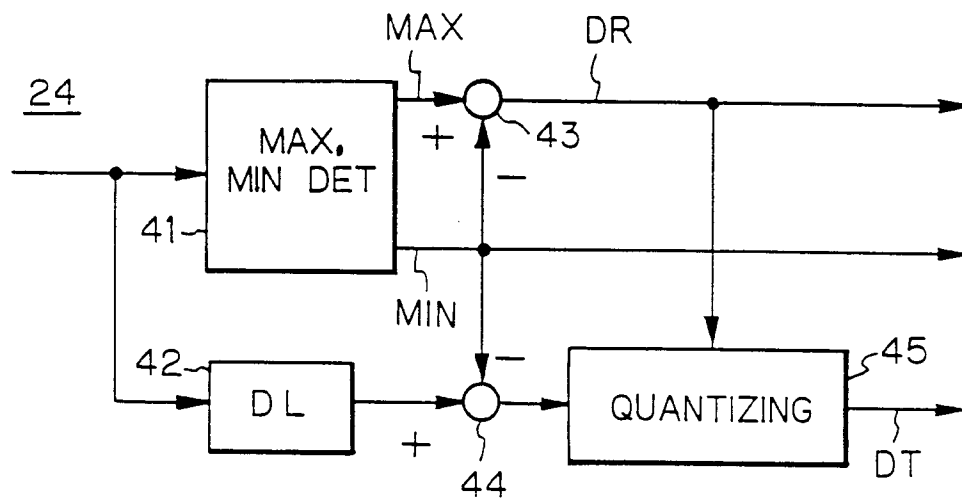 MAX
DR
24
+
43
MAX.
MIN DET
−
41
MIN
42
−
45
DL
QUANTIZING
+
44
DT